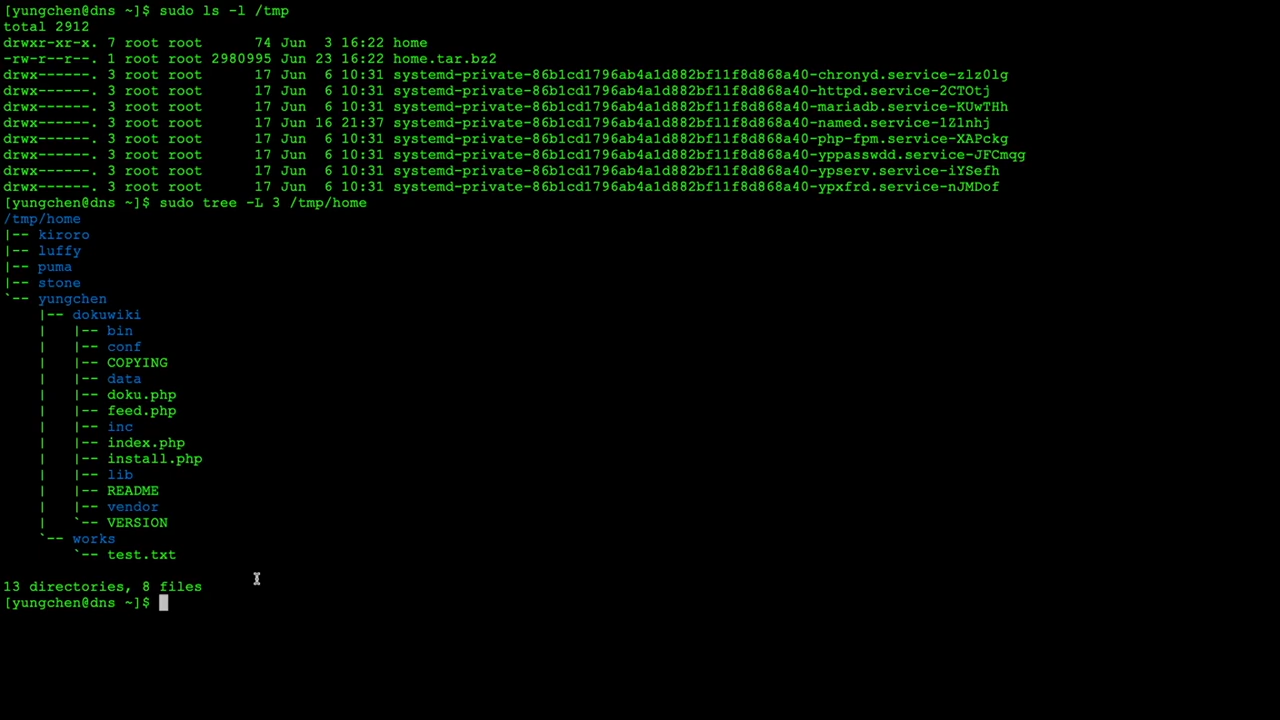 [yungchen@dns ~]$ sudo ls -l /tmp
total 2912
drwxr-xr-x. 7 root root      74 Jun  3 16:22 home
-rw-r--r--. 1 root root 2980995 Jun 23 16:22 home.tar.bz2
drwx------. 3 root root      17 Jun  6 10:31 systemd-private-86b1cd1796ab4a1d882bf11f8d868a40-chronyd.service-zlz0lg
drwx------. 3 root root      17 Jun  6 10:31 systemd-private-86b1cd1796ab4a1d882bf11f8d868a40-httpd.service-2CTOtj
drwx------. 3 root root      17 Jun  6 10:31 systemd-private-86b1cd1796ab4a1d882bf11f8d868a40-mariadb.service-KUwTHh
drwx------. 3 root root      17 Jun 16 21:37 systemd-private-86b1cd1796ab4a1d882bf11f8d868a40-named.service-1Z1nhj
drwx------. 3 root root      17 Jun  6 10:31 systemd-private-86b1cd1796ab4a1d882bf11f8d868a40-php-fpm.service-XAPckg
drwx------. 3 root root      17 Jun  6 10:31 systemd-private-86b1cd1796ab4a1d882bf11f8d868a40-yppasswdd.service-JFCmqg
drwx------. 3 root root      17 Jun  6 10:31 systemd-private-86b1cd1796ab4a1d882bf11f8d868a40-ypserv.service-iYSefh
drwx------. 3 root root      17 Jun  6 10:31 systemd-private-86b1cd1796ab4a1d882bf11f8d868a40-ypxfrd.service-nJMDof
[yungchen@dns ~]$ sudo tree -L 3 /tmp/home
/tmp/home
|-- kiroro
|-- luffy
|-- puma
|-- stone
`-- yungchen
    |-- dokuwiki
    |   |-- bin
    |   |-- conf
    |   |-- COPYING
    |   |-- data
    |   |-- doku.php
    |   |-- feed.php
    |   |-- inc
    |   |-- index.php
    |   |-- install.php
    |   |-- lib
    |   |-- README
    |   |-- vendor
    |   `-- VERSION
    `-- works
        `-- test.txt
13 directories, 8 files
[yungchen@dns ~]$